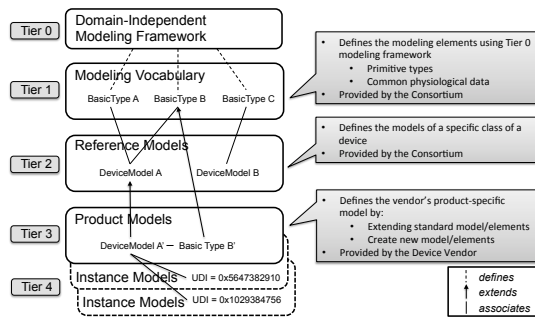 Tier 0
Domain-Independent
Modeling Framework
Tier 1
Modeling Vocabulary
BasicType A
BasicType B
BasicType C
• Defines the modeling elements using Tier 0
modeling framework
• Primitive types
• Common physiological data
• Provided by the Consortium
Tier 2
Reference Models
DeviceModel A
DeviceModel B
• Defines the models of a specific class of a
device
• Provided by the Consortium
Tier 3
Product Models
DeviceModel A'
Basic Type B'
• Defines the vendor's product-specific
model by:
• Extending standard model/elements
• Create new model/elements
• Provided by the Device Vendor
Tier 4
Instance Models
UDI = 0x5647382910
Instance Models
UDI = 0x1029384756
defines
extends
associates